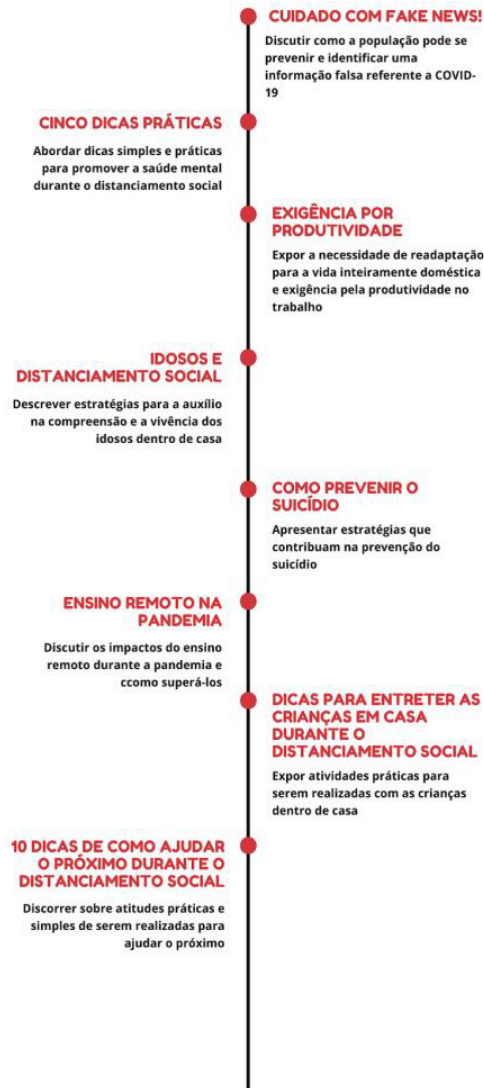 CUIDADO COM FAKE NEWS!
Discutir como a população pode se
prevenir e identificar uma
informação falsa referente a COVID-
19
CINCO DICAS PRÁTICAS
Abordar dicas simples e práticas
para promover a saúde mental
durante o distanciamento social
EXIGÊNCIA POR
PRODUTIVIDADE
Expor a necessidade de readaptação
para a vida inteiramente doméstica
e exigência pela produtividade no
trabalho
IDOSOS E
DISTANCIAMENTO SOCIAL
Descrever estratégias para a auxílio
na compreensão e a vivência dos
idosos dentro de casa
COMO PREVENIR O
SUICÍDIO
Apresentar estratégias que
contribuam na prevenção do
suicídio
ENSINO REMOTO NA
PANDEMIA
Discutir os impactos do ensino
remoto durante a pandemia e
ccomo superá-los
DICAS PARA ENTRETER AS
CRIANÇAS EM CASA
DURANTE O
DISTANCIAMENTO SOCIAL
Expor atividades práticas para
serem realizadas com as crianças
dentro de casa
10 DICAS DE COMO AJUDAR
O PRÓXIMO DURANTE O
DISTANCIAMENTO SOCIAL
Discorrer sobre atitudes práticas e
simples de serem realizadas para
ajudar o próximo